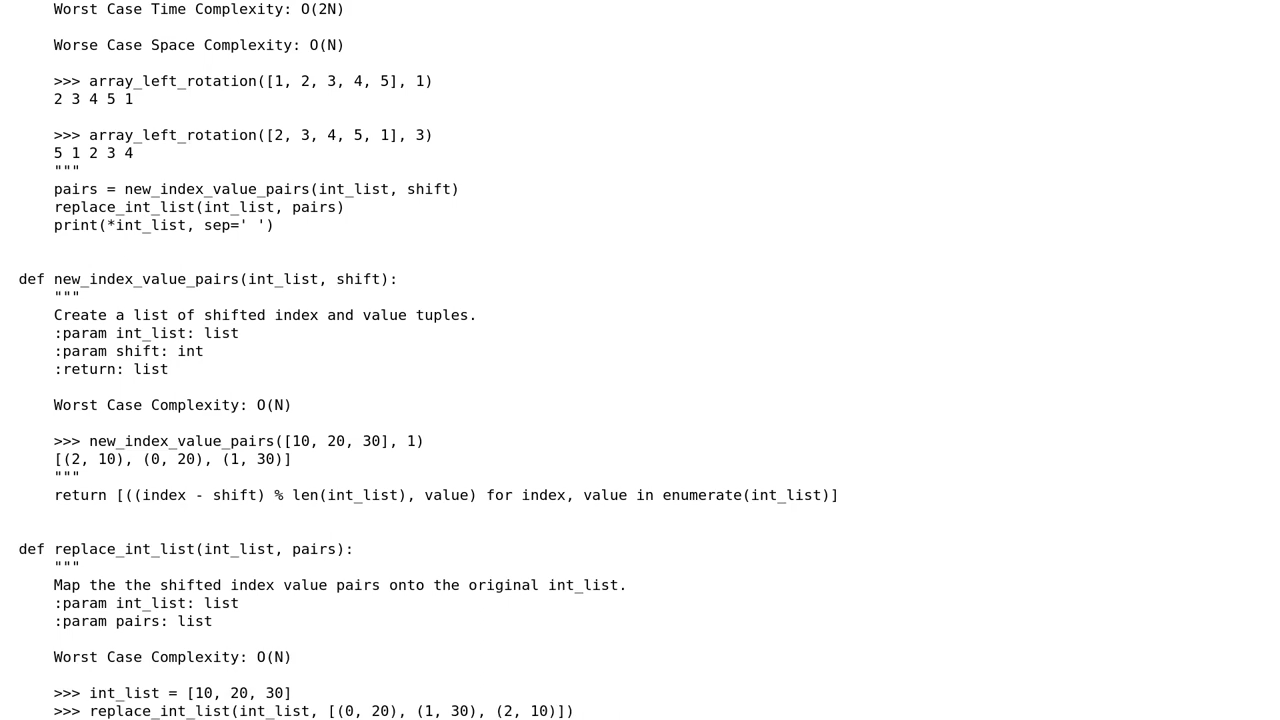 Worst Case Time Complexity: O(2N)

    Worse Case Space Complexity: O(N)

    >>> array_left_rotation([1, 2, 3, 4, 5], 1)
    2 3 4 5 1

    >>> array_left_rotation([2, 3, 4, 5, 1], 3)
    5 1 2 3 4
    """
    pairs = new_index_value_pairs(int_list, shift)
    replace_int_list(int_list, pairs)
    print(*int_list, sep=' ')


def new_index_value_pairs(int_list, shift):
    """
    Create a list of shifted index and value tuples.
    :param int_list: list
    :param shift: int
    :return: list

    Worst Case Complexity: O(N)

    >>> new_index_value_pairs([10, 20, 30], 1)
    [(2, 10), (0, 20), (1, 30)]
    """
    return [((index - shift) % len(int_list), value) for index, value in enumerate(int_list)]


def replace_int_list(int_list, pairs):
    """
    Map the the shifted index value pairs onto the original int_list.
    :param int_list: list
    :param pairs: list

    Worst Case Complexity: O(N)

    >>> int_list = [10, 20, 30]
    >>> replace_int_list(int_list, [(0, 20), (1, 30), (2, 10)])